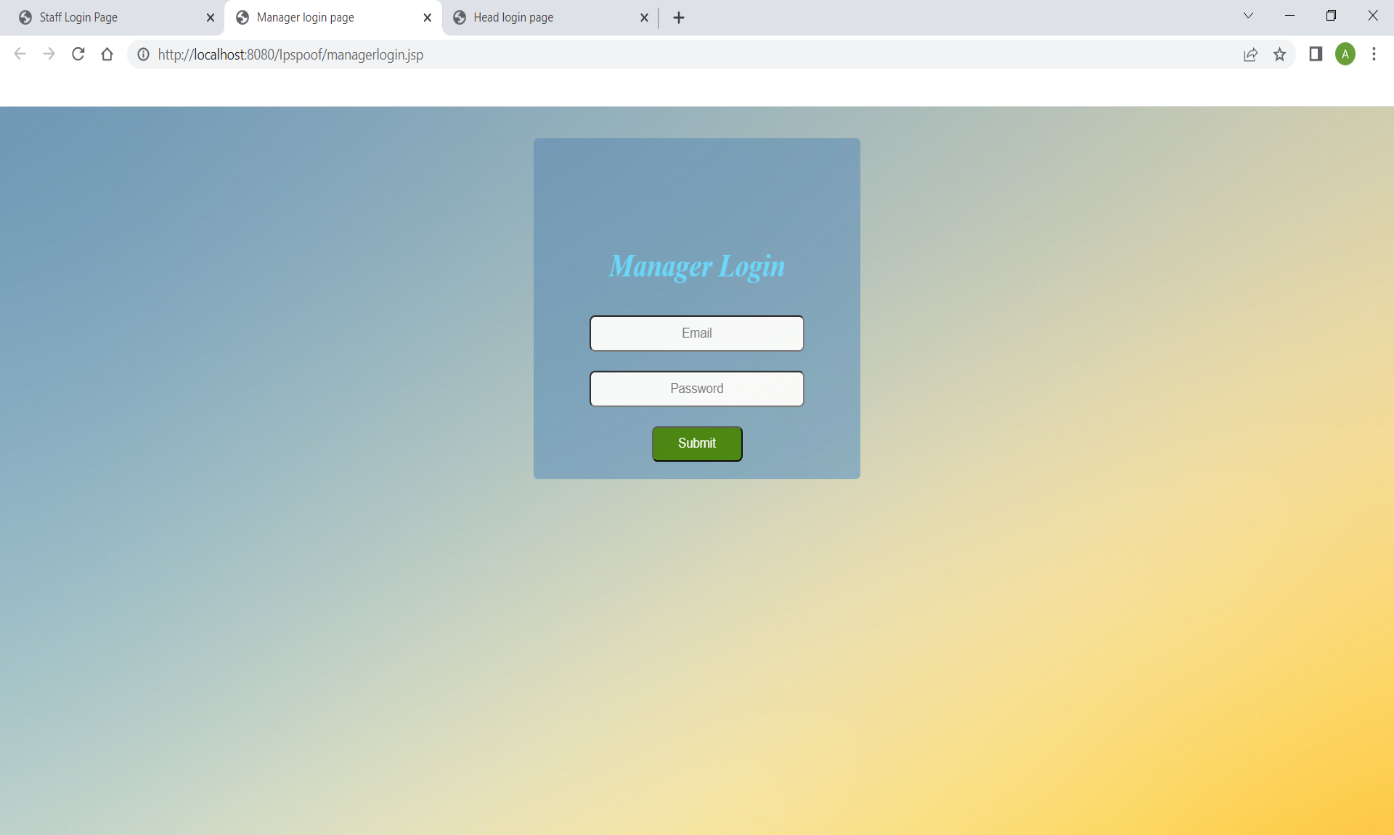 Staff Login Page
Manager login page
Head login page
http://localhost:8080/Ipspoof/managerlogin.jsp
A
Manager Login
Email
Password
Submit